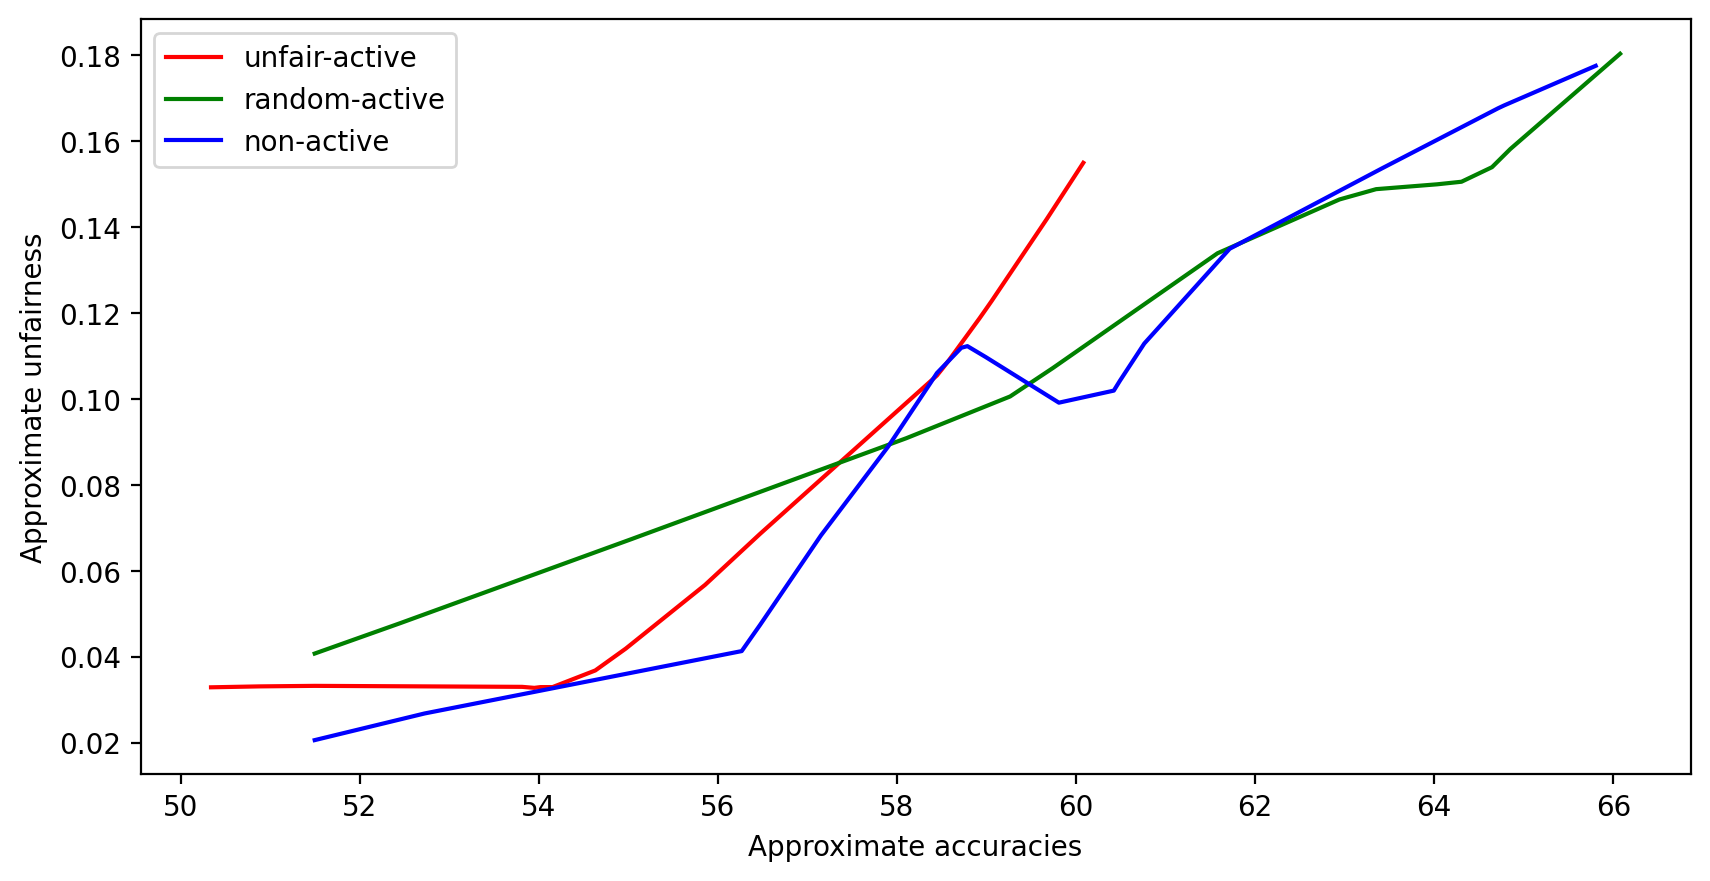 unfair-active
random-active
non-active
0.18
0.16
0.14
0.12
0.10
0.08
0.06
0.04
0.02
Approximate unfairness
50 52 54 56 58 60 62 64 66
Approximate accuracies